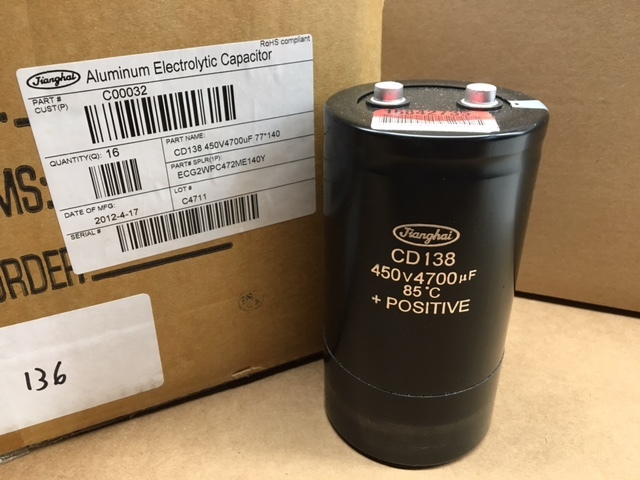 RoHS compliant
Jianghai Aluminum Electrolytic Capacitor
PART #
CUST(P)
C00032
QUANTITY(Q): 16
PART NAME:
CD138 450V4700uF 77*140
PART# SPLR(1P):
ECG2WPC472ME140Y
DATE OF MFG:
2012-4-17
LOT #
C4711
SERIAL #
MS:
ORDER
136
Jianghai
CD138
450V4700µF
85°C
+ POSITIVE